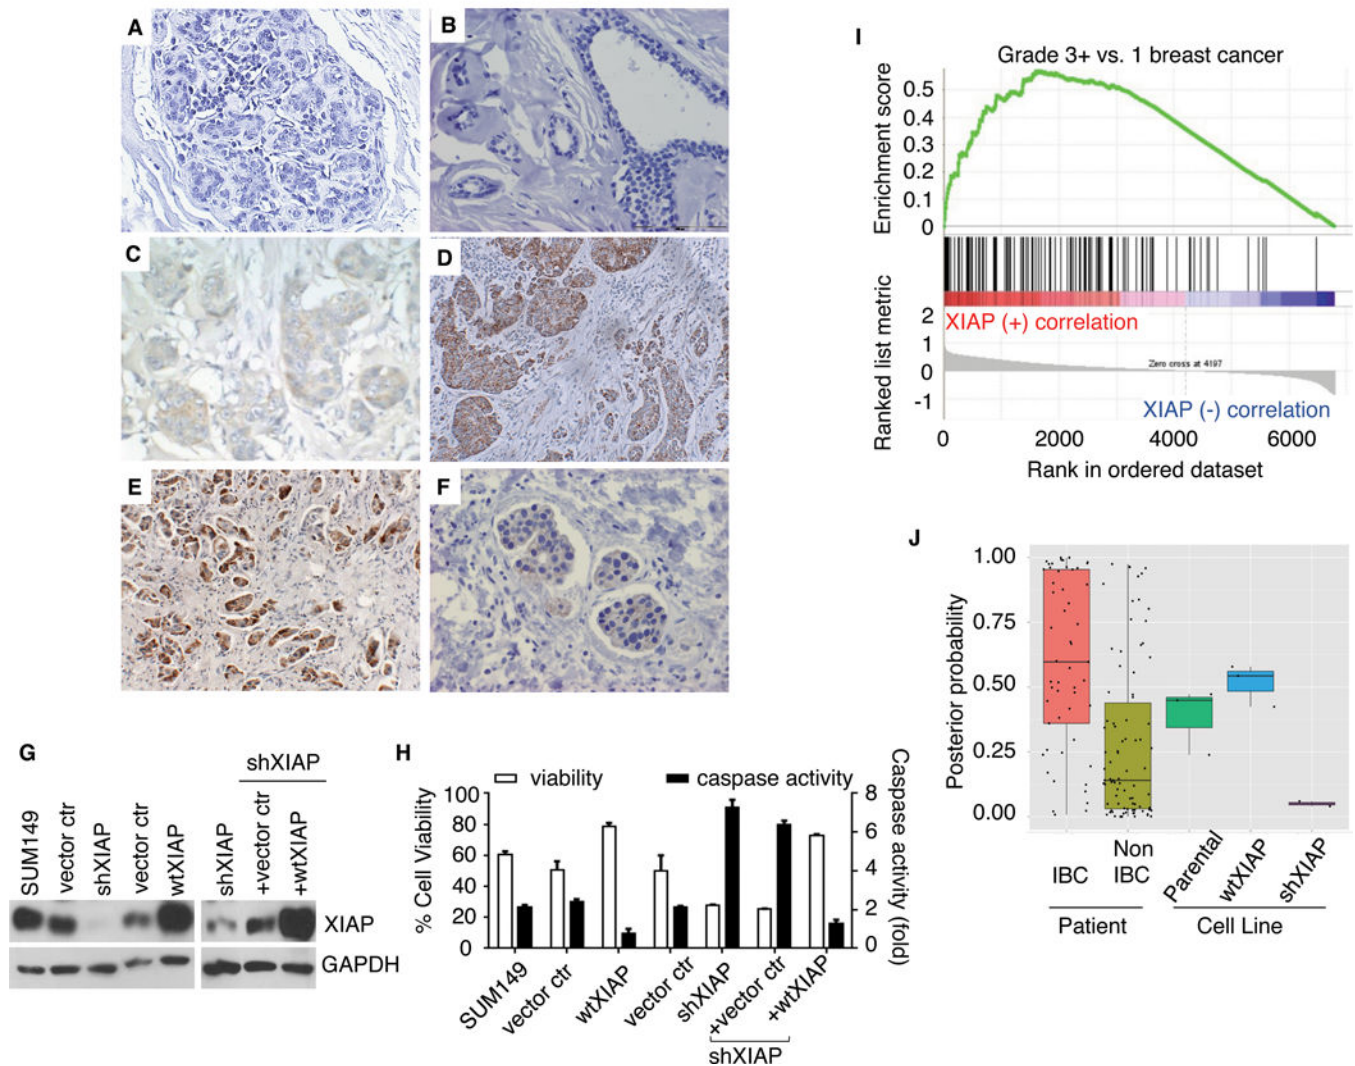 A
B
C
D
E
F
G
shXIAP
SUM149
vector ctr
shXIAP
vector ctr
wtXIAP
shXIAP
+vector ctr
+wtXIAP
XIAP
GAPDH
H
viability
caspase activity
% Cell Viability
100
80
60
40
20
0
8
6
4
2
0
Caspase activity (fold)
SUM149
vector ctr
wtXIAP
vector ctr
shXIAP
+vector ctr
+wtXIAP
shXIAP
I
Grade 3+ vs. 1 breast cancer
Enrichment score
0.5
0.4
0.3
0.2
0.1
0
Ranked list metric
2
1
0
-1
XIAP (+) correlation
Zero cross at 4197
XIAP (-) correlation
0 2000 4000 6000
Rank in ordered dataset
J
Posterior probability
1.00
0.75
0.50
0.25
0.00
IBC
Non
IBC
Parental
wtXIAP
shXIAP
Patient
Cell Line